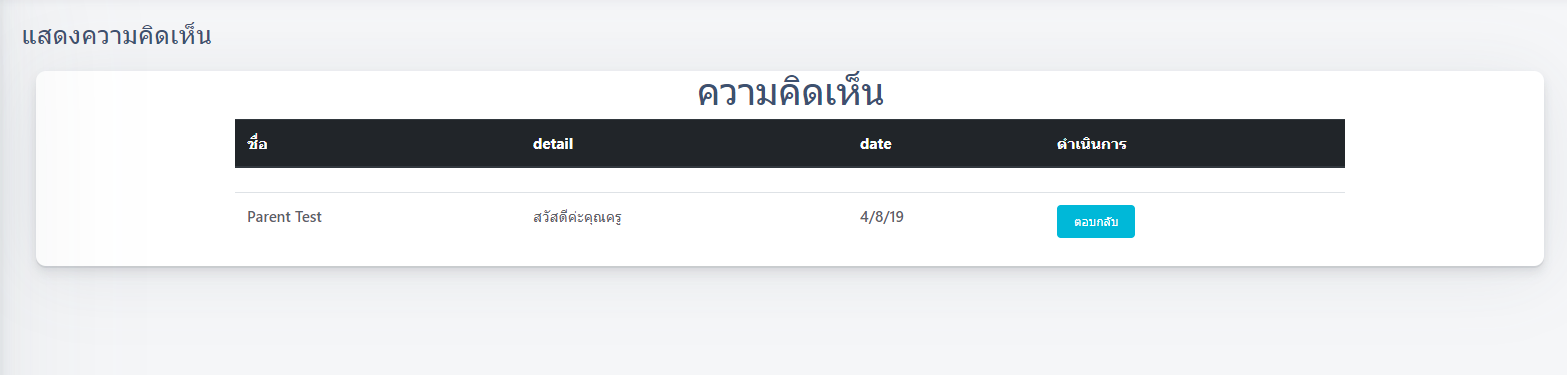 แสดงความคิดเห็น
ความคิดเห็น
ชื่อ detail date ดำเนินการ
Parent Test สวัสดีค่ะคุณครู 4/8/19 ตอบกลับ